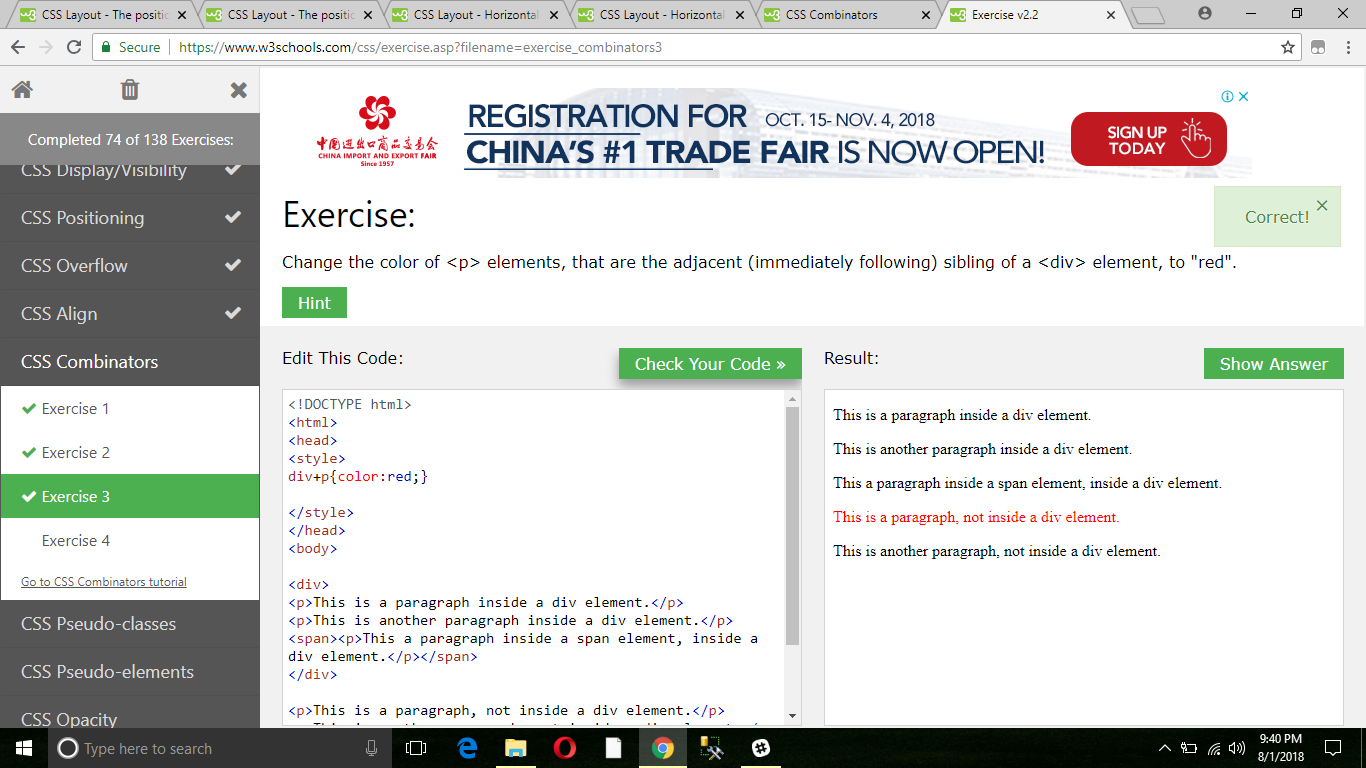 CSS Layout - The positio
CSS Layout - The positio
CSS Layout - Horizontal
CSS Layout - Horizontal
CSS Combinators
Exercise v2.2
Secure
https://www.w3schools.com/css/exercise.asp?filename=exercise_combinators3
Completed 74 of 138 Exercises:
CSS Display/Visibility
CSS Positioning
CSS Overflow
CSS Align
CSS Combinators
Exercise 1
Exercise 2
Exercise 3
Exercise 4
Go to CSS Combinators tutorial
CSS Pseudo-classes
CSS Pseudo-elements
CSS Opacity
中国进出口商品交易会
CHINA IMPORT AND EXPORT FAIR
Since 1957
REGISTRATION FOR OCT. 15- NOV. 4, 2018
CHINA'S #1 TRADE FAIR IS NOW OPEN!
SIGN UP
TODAY
Exercise:
Correct!
Change the color of <p> elements, that are the adjacent (immediately following) sibling of a <div> element, to "red".
Hint
Edit This Code:
Check Your Code »
<!DOCTYPE html>
<html>
<head>
<style>
div+p{color:red;}
</style>
</head>
<body>
<div>
<p>This is a paragraph inside a div element.</p>
<p>This is another paragraph inside a div element.</p>
<span><p>This a paragraph inside a span element, inside a
div element.</p></span>
</div>
<p>This is a paragraph, not inside a div element.</p>
Result:
Show Answer
This is a paragraph inside a div element.
This is another paragraph inside a div element.
This a paragraph inside a span element, inside a div element.
This is a paragraph, not inside a div element.
This is another paragraph, not inside a div element.
Type here to search
9:40 PM
8/1/2018